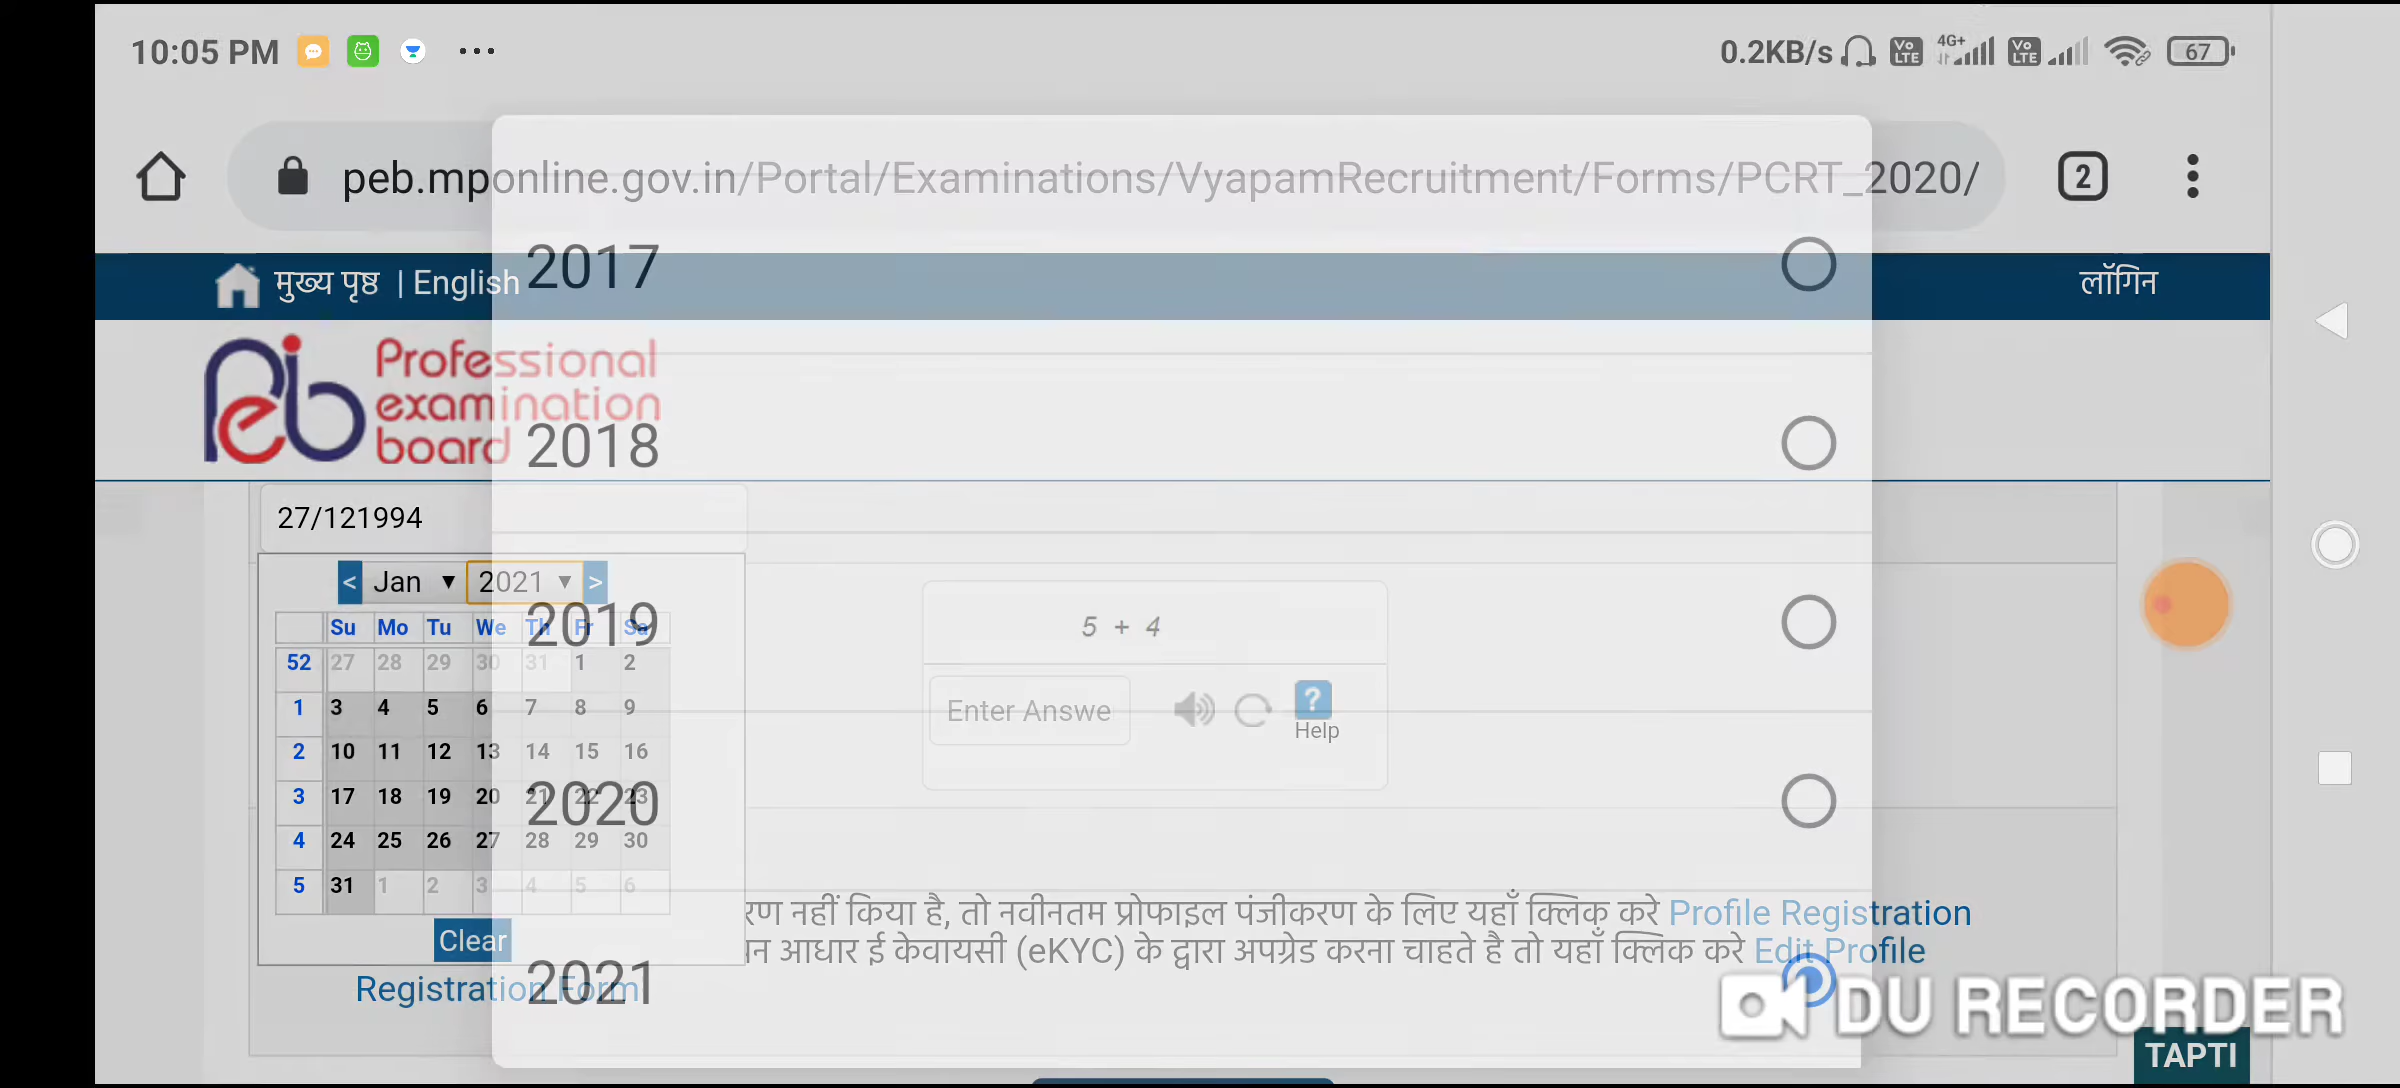 10:05 PM
0.2KB/s Vo LTE 4G+ Vo LTE 67
peb.mponline.gov.in/Portal/Examinations/VyapamRecruitment/Forms/PCRT_2020/
2
मुख्य पृष्ठ | English
लॉगिन
2017
Professional
examination
board
2018
27/121994
< Jan 2021 >
2019
Su Mo Tu We Th Fr Sa
52 27 28 29 30 31 1 2
1 3 4 5 6 7 8 9
2 10 11 12 13 14 15 16
3 17 18 19 20 21 22 23
4 24 25 26 27 28 29 30
5 31 1 2 3 4 5 6
Clear
5 + 4
Enter Answe
?
Help
2020
रण नहीं किया है, तो नवीनतम प्रोफाइल पंजीकरण के लिए यहाँ क्लिक करे Profile Registration
न आधार ई केवायसी (eKYC) के द्वारा अपग्रेड करना चाहते है तो यहाँ क्लिक करे Edit Profile
Registration Form
2021
DU RECORDER
TAPTI